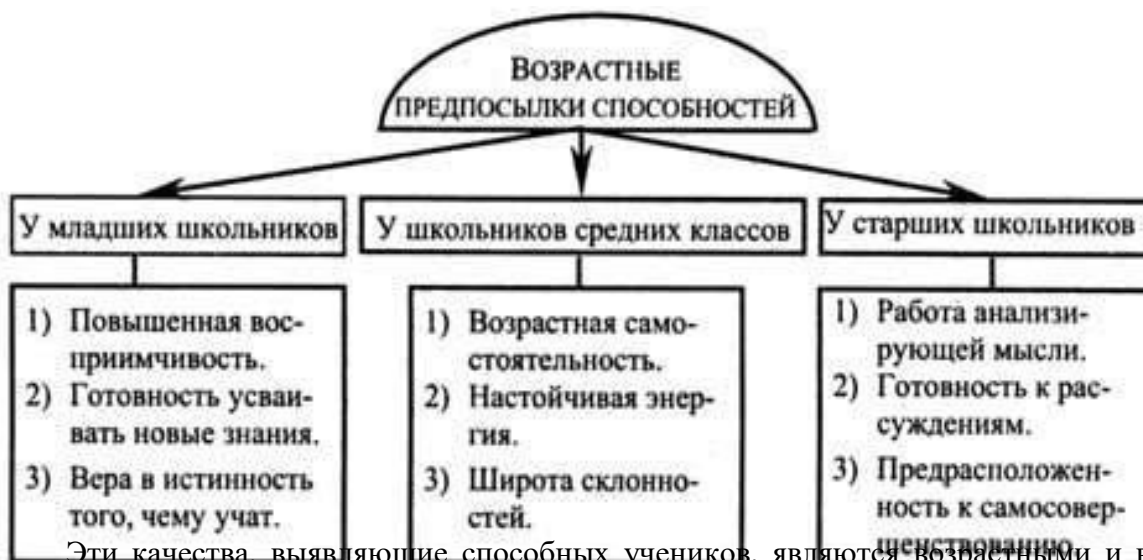 ВОЗРАСТНЫЕ
ПРЕДПОСЫЛКИ СПОСОБНОСТЕЙ
У младших школьников
У школьников средних классов
У старших школьников
1) Повышенная вос-
приимчивость.
2) Готовность усваи-
вать новые знания.
3) Вера в истинность
того, чему учат.
1) Возрастная само-
стоятельность.
2) Настойчивая энер-
гия.
3) Широта склонно-
стей.
1) Работа анализи-
рующей мысли.
2) Готовность к рас-
суждениям.
3) Предрасположен-
ность к самосовер-
шенствованию
Эти качества, выявляющие способных учеников, являются возрастными и